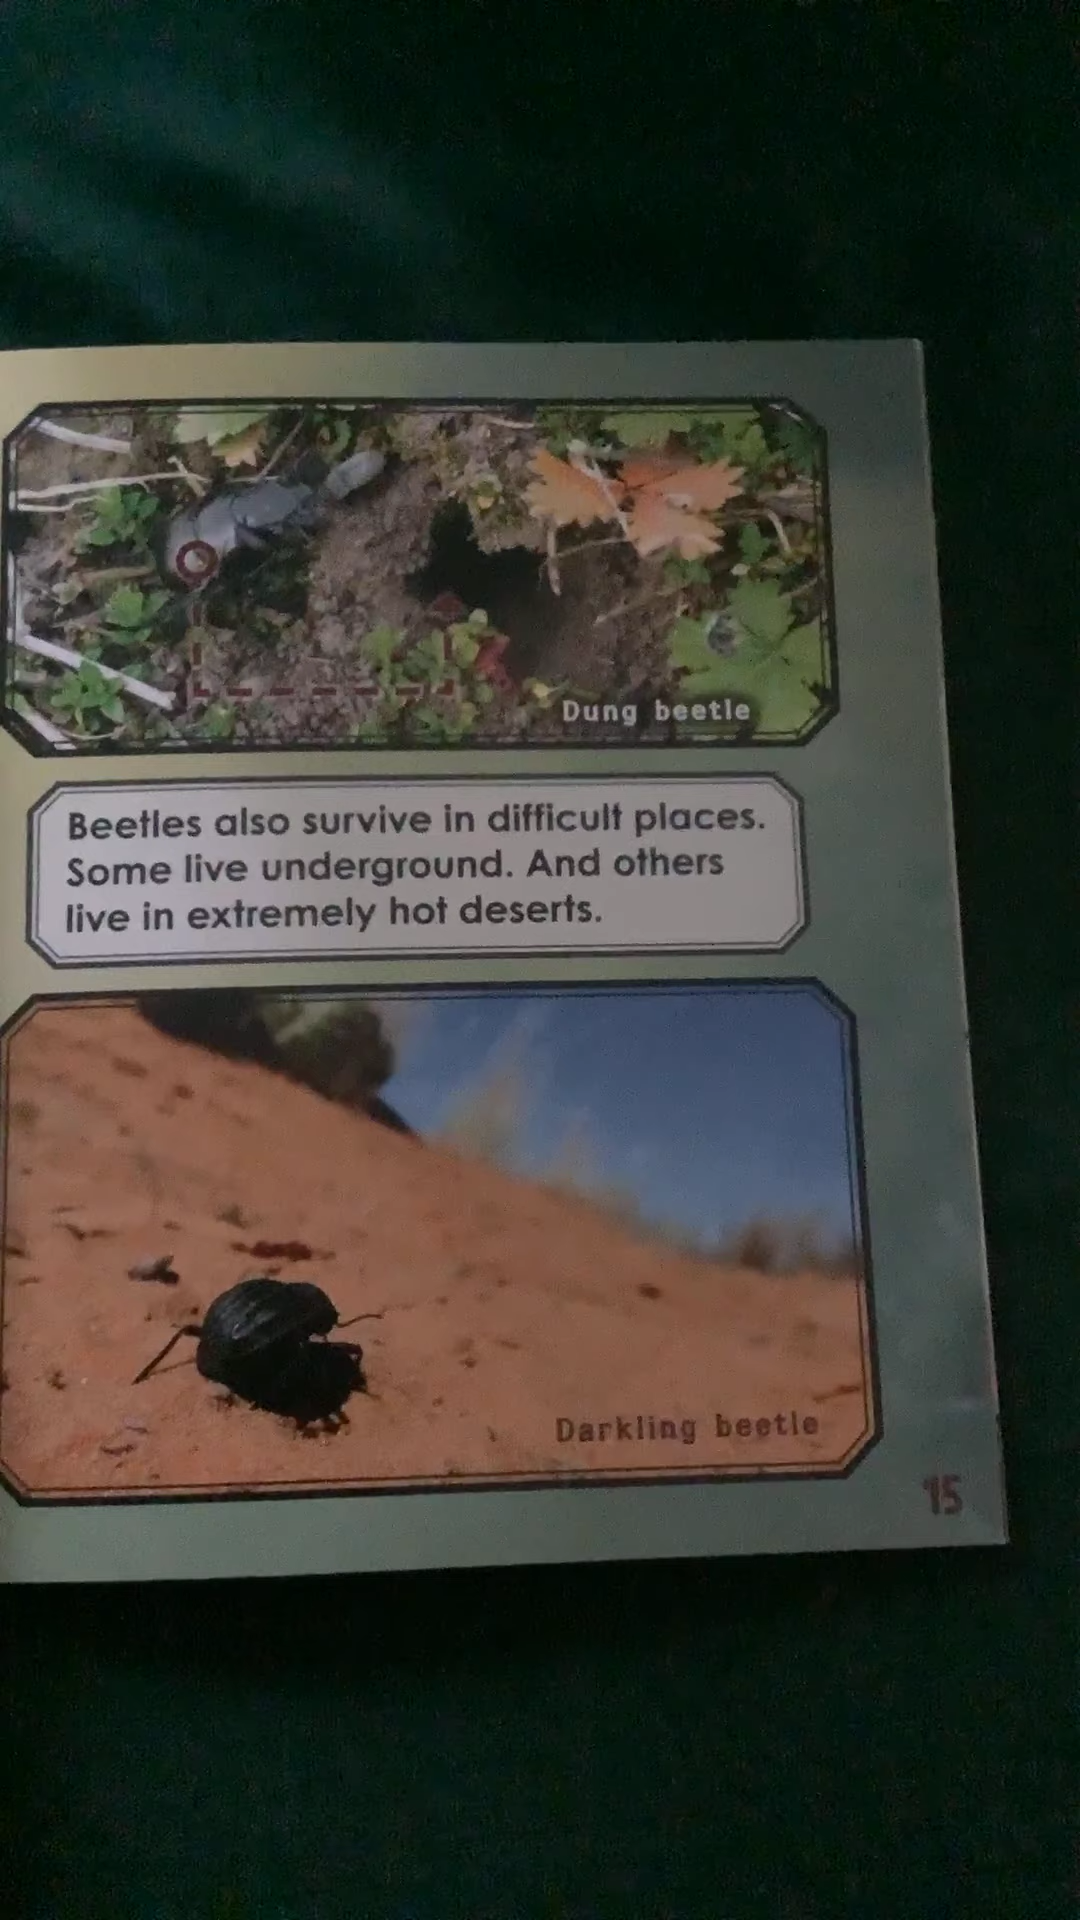 Dung beetle
Beetles also survive in difficult places.
Some live underground. And others
live in extremely hot deserts.
Darkling beetle
15